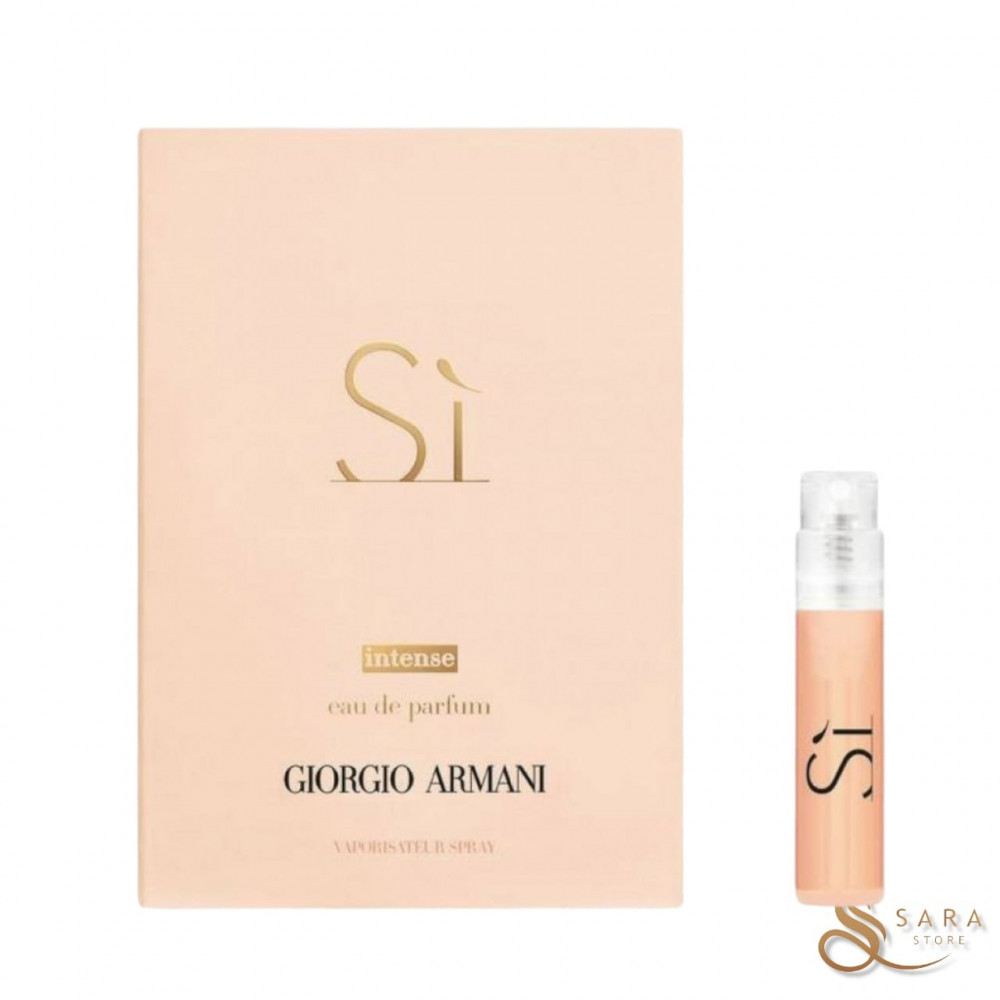 Sì
intense
eau de parfum
GIORGIO ARMANI
VAPORISATEUR SPRAY
Sì
SARA
STORE